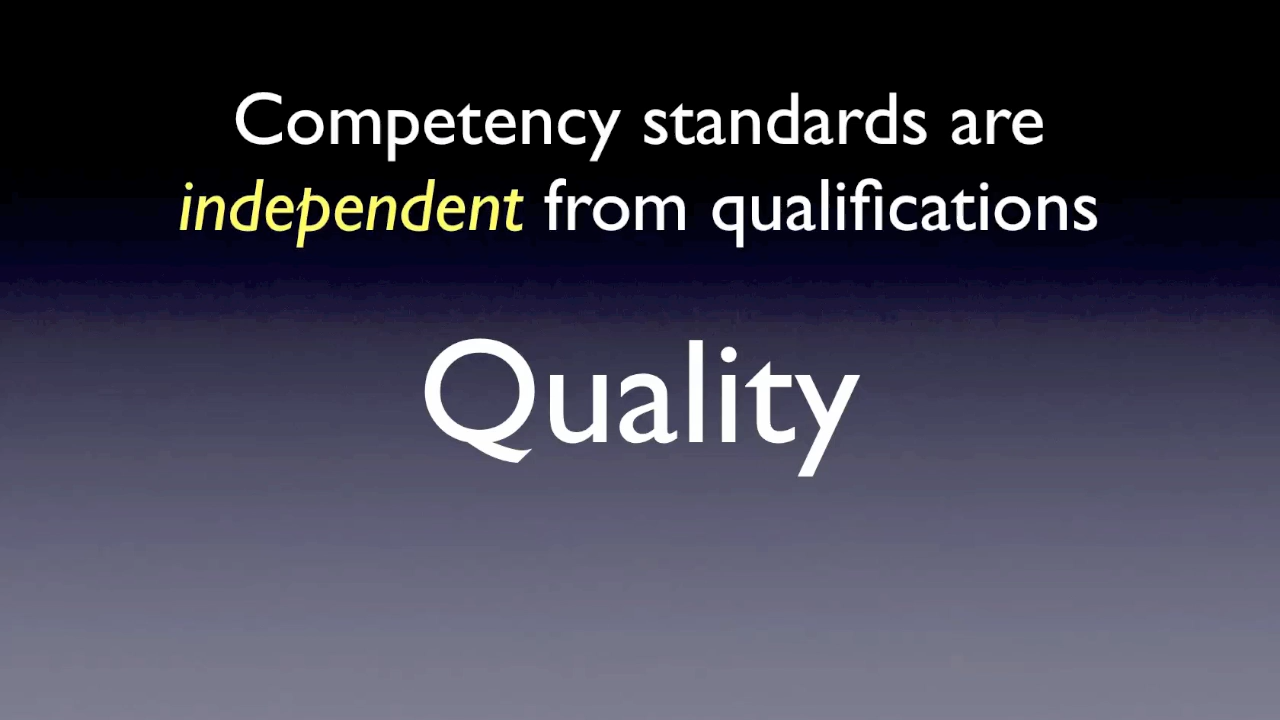 Competency standards are
independent from qualifications
Quality